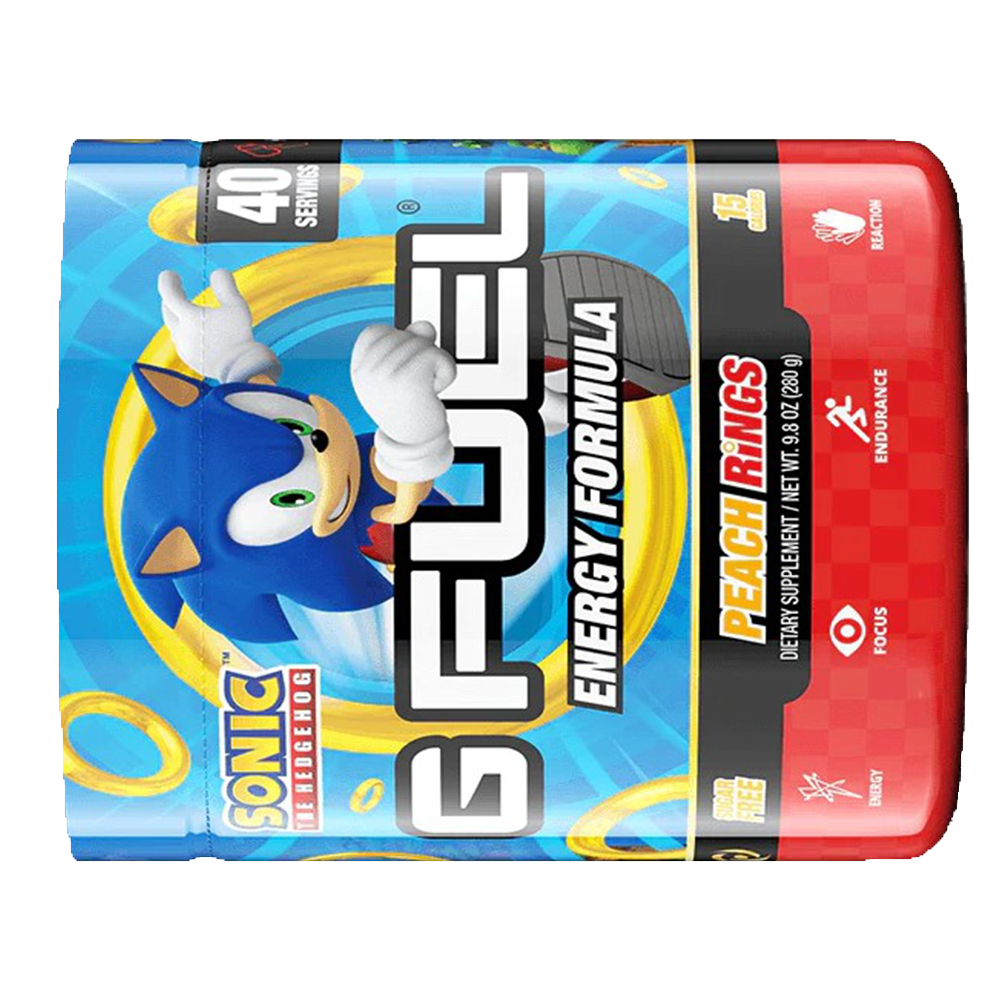 SONIC™
THE HEDGEHOG
40
SERVINGS
G FUEL®
ENERGY FORMULA
SUGAR
FREE
PEACH RINGS
15
CALORIES
DIETARY SUPPLEMENT / NET WT. 9.8 OZ (280 g)
ENERGY
FOCUS
ENDURANCE
REACTION